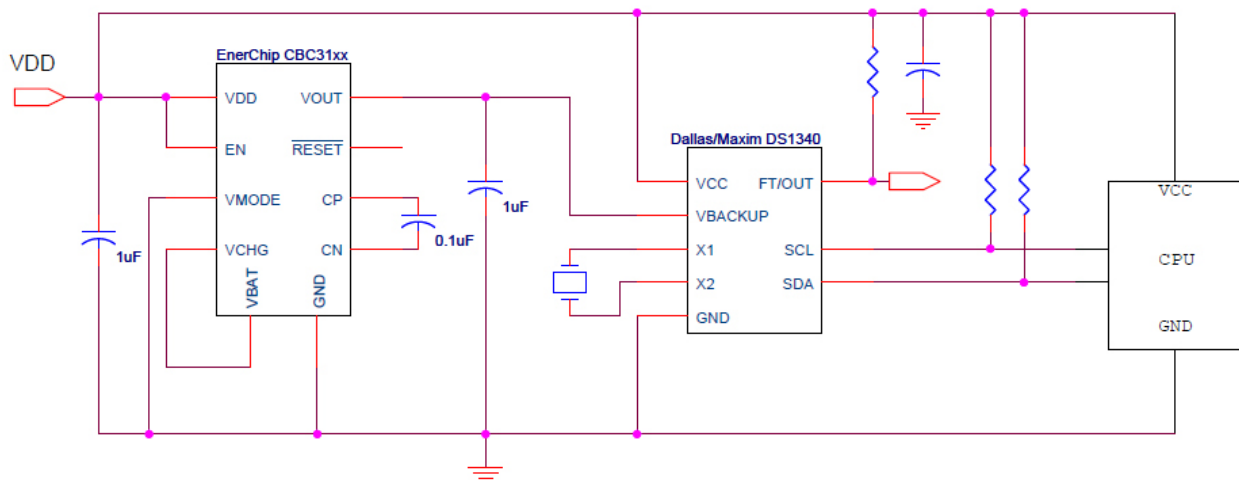 VDD
EnerChip CBC31xx
VDD
EN
VMODE
VCHG
VBAT
GND
VOUT
RESET
CP
CN
1uF
0.1uF
1uF
Dallas/Maxim DS1340
VCC
VBACKUP
X1
X2
GND
FT/OUT
SCL
SDA
VCC
CPU
GND